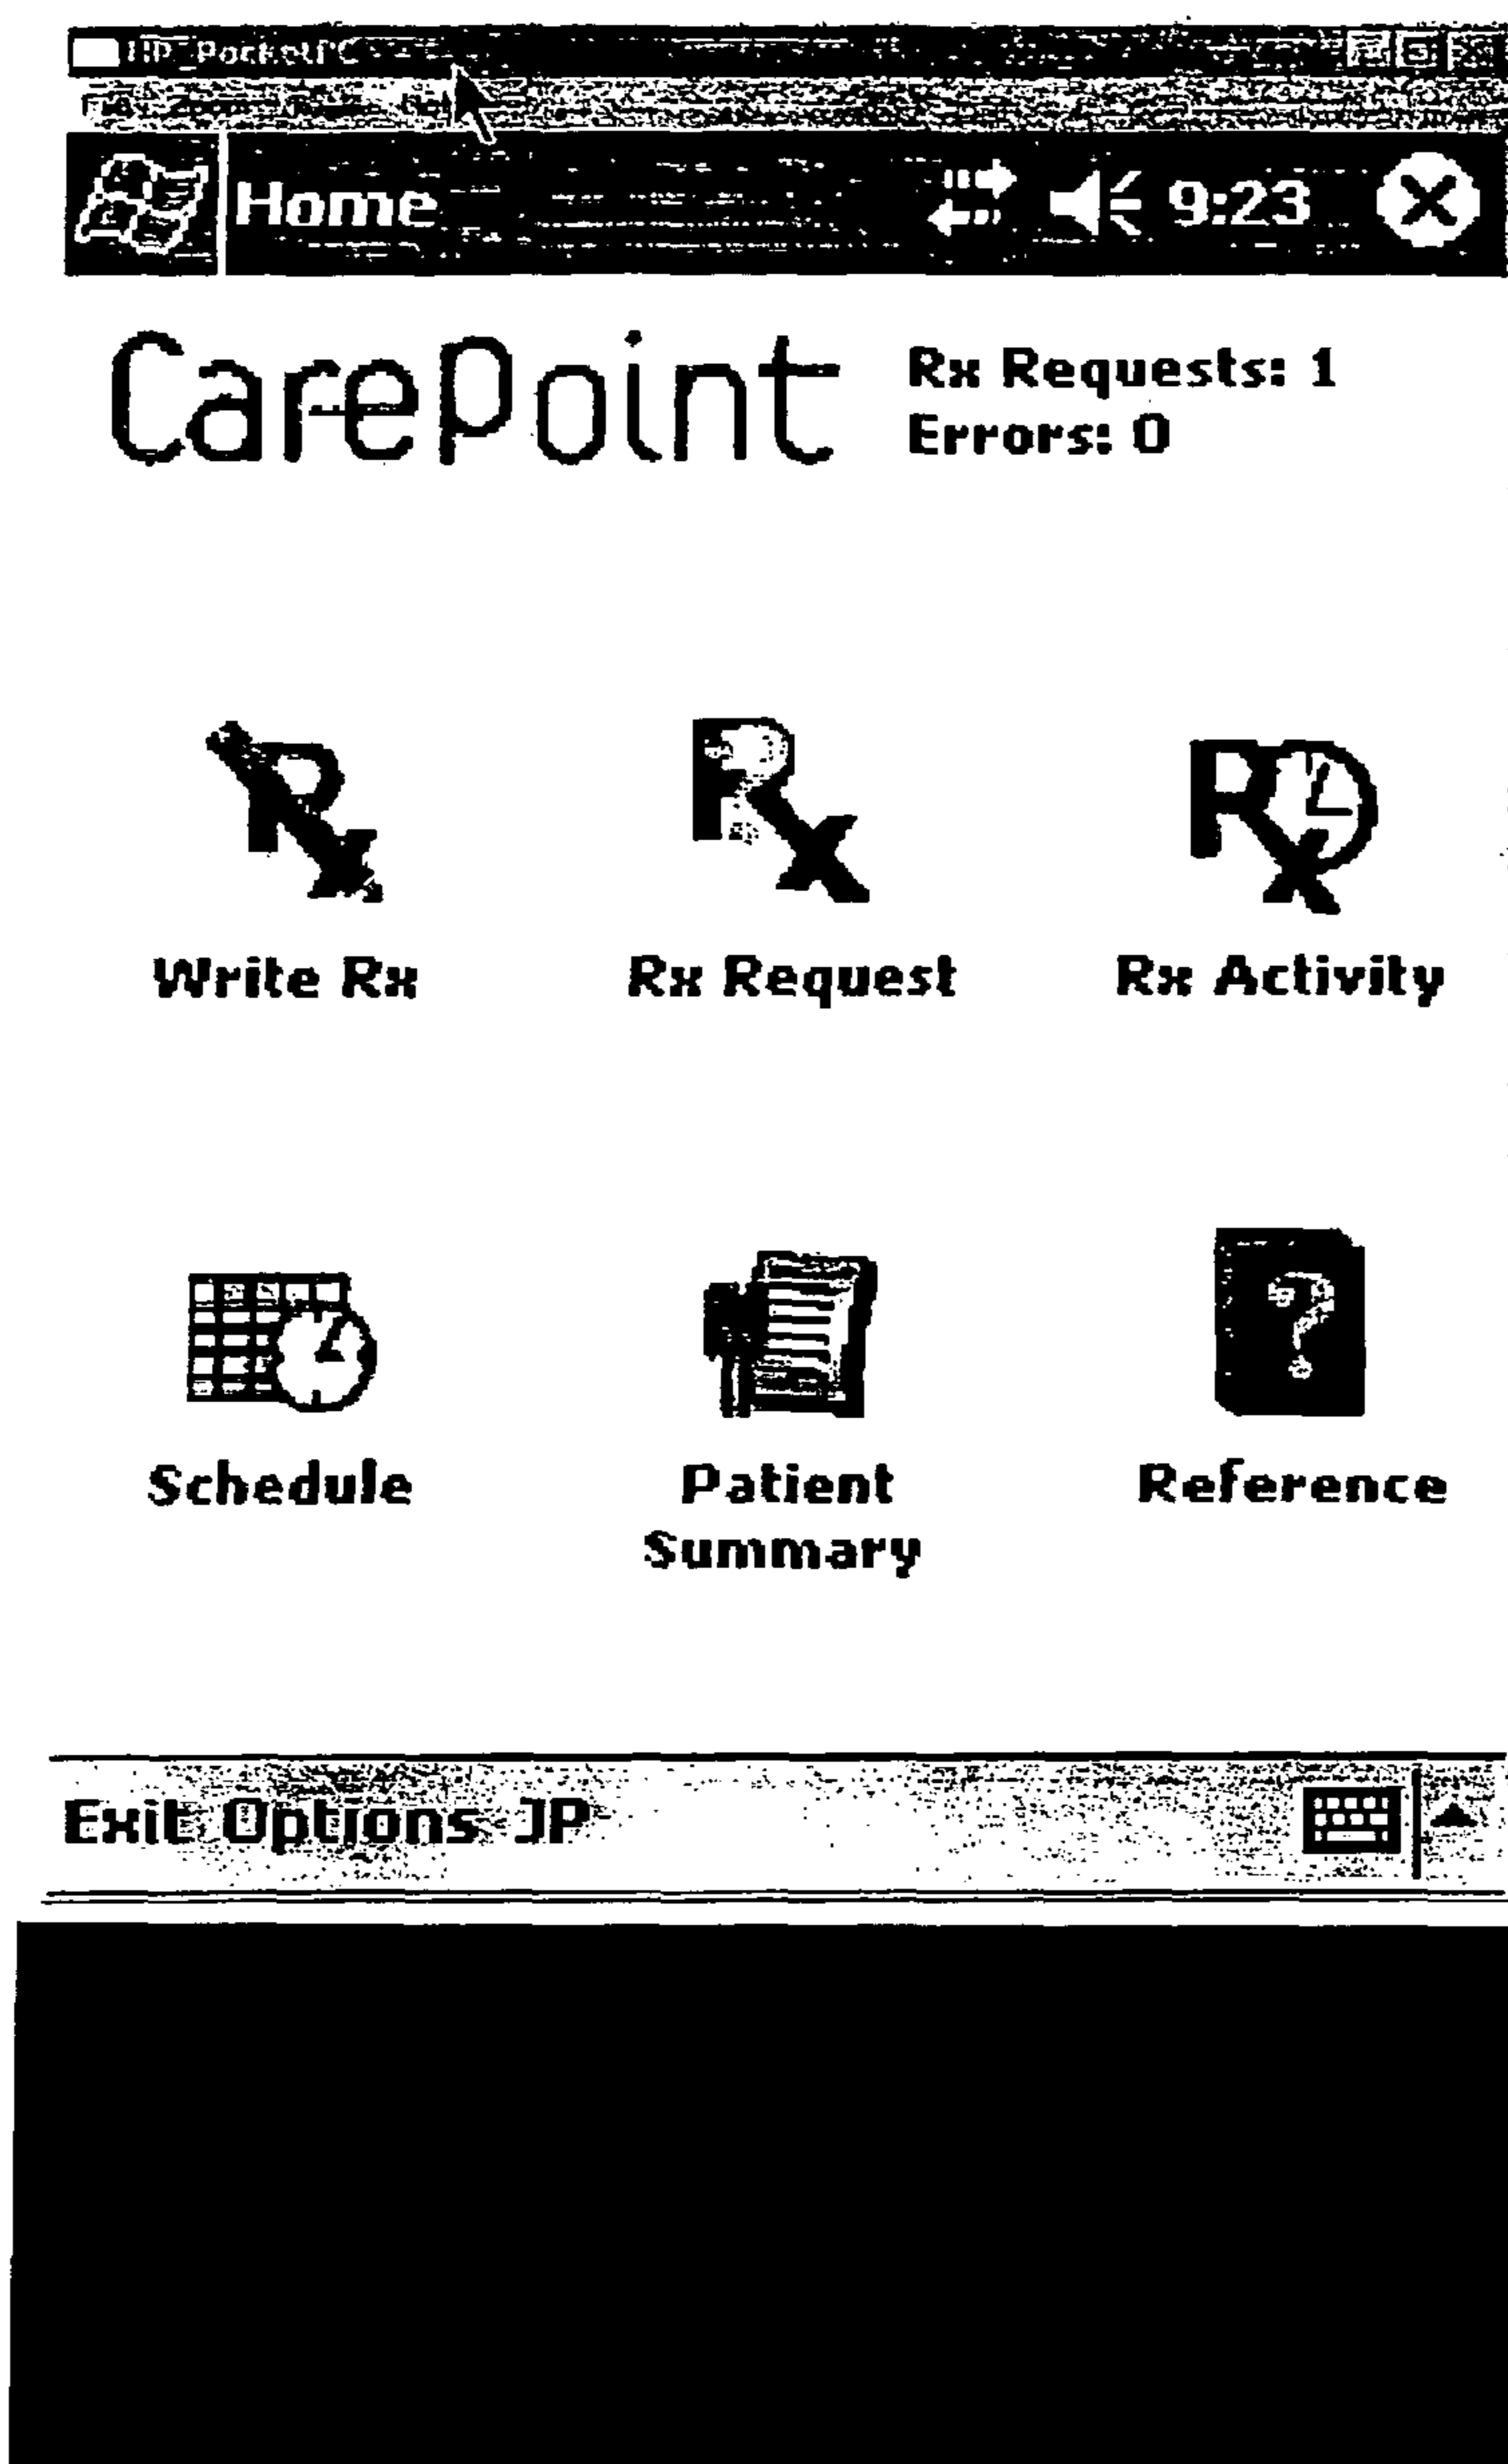 HP_PocketPC
Home 9:23
CarePoint
Rx Requests: 1
Errors: 0
Write Rx Rx Request Rx Activity
Schedule Patient Summary Reference
Exit Options JP